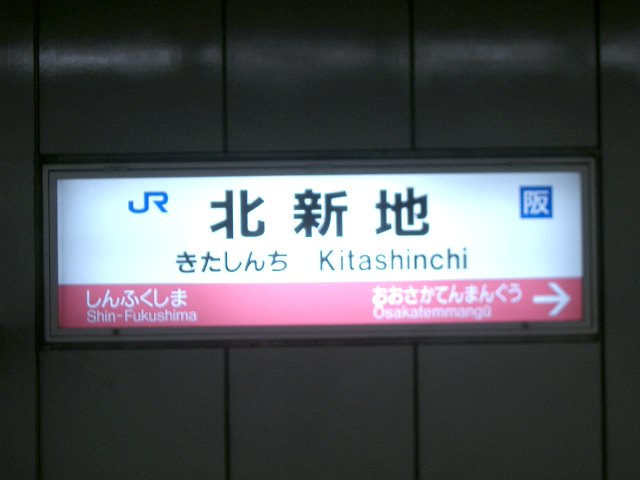 JR 北新地 阪
きたしんち Kitashinchi
しんふくしま おおさかてんまんぐう
Shin-Fukushima Osakatemmangū